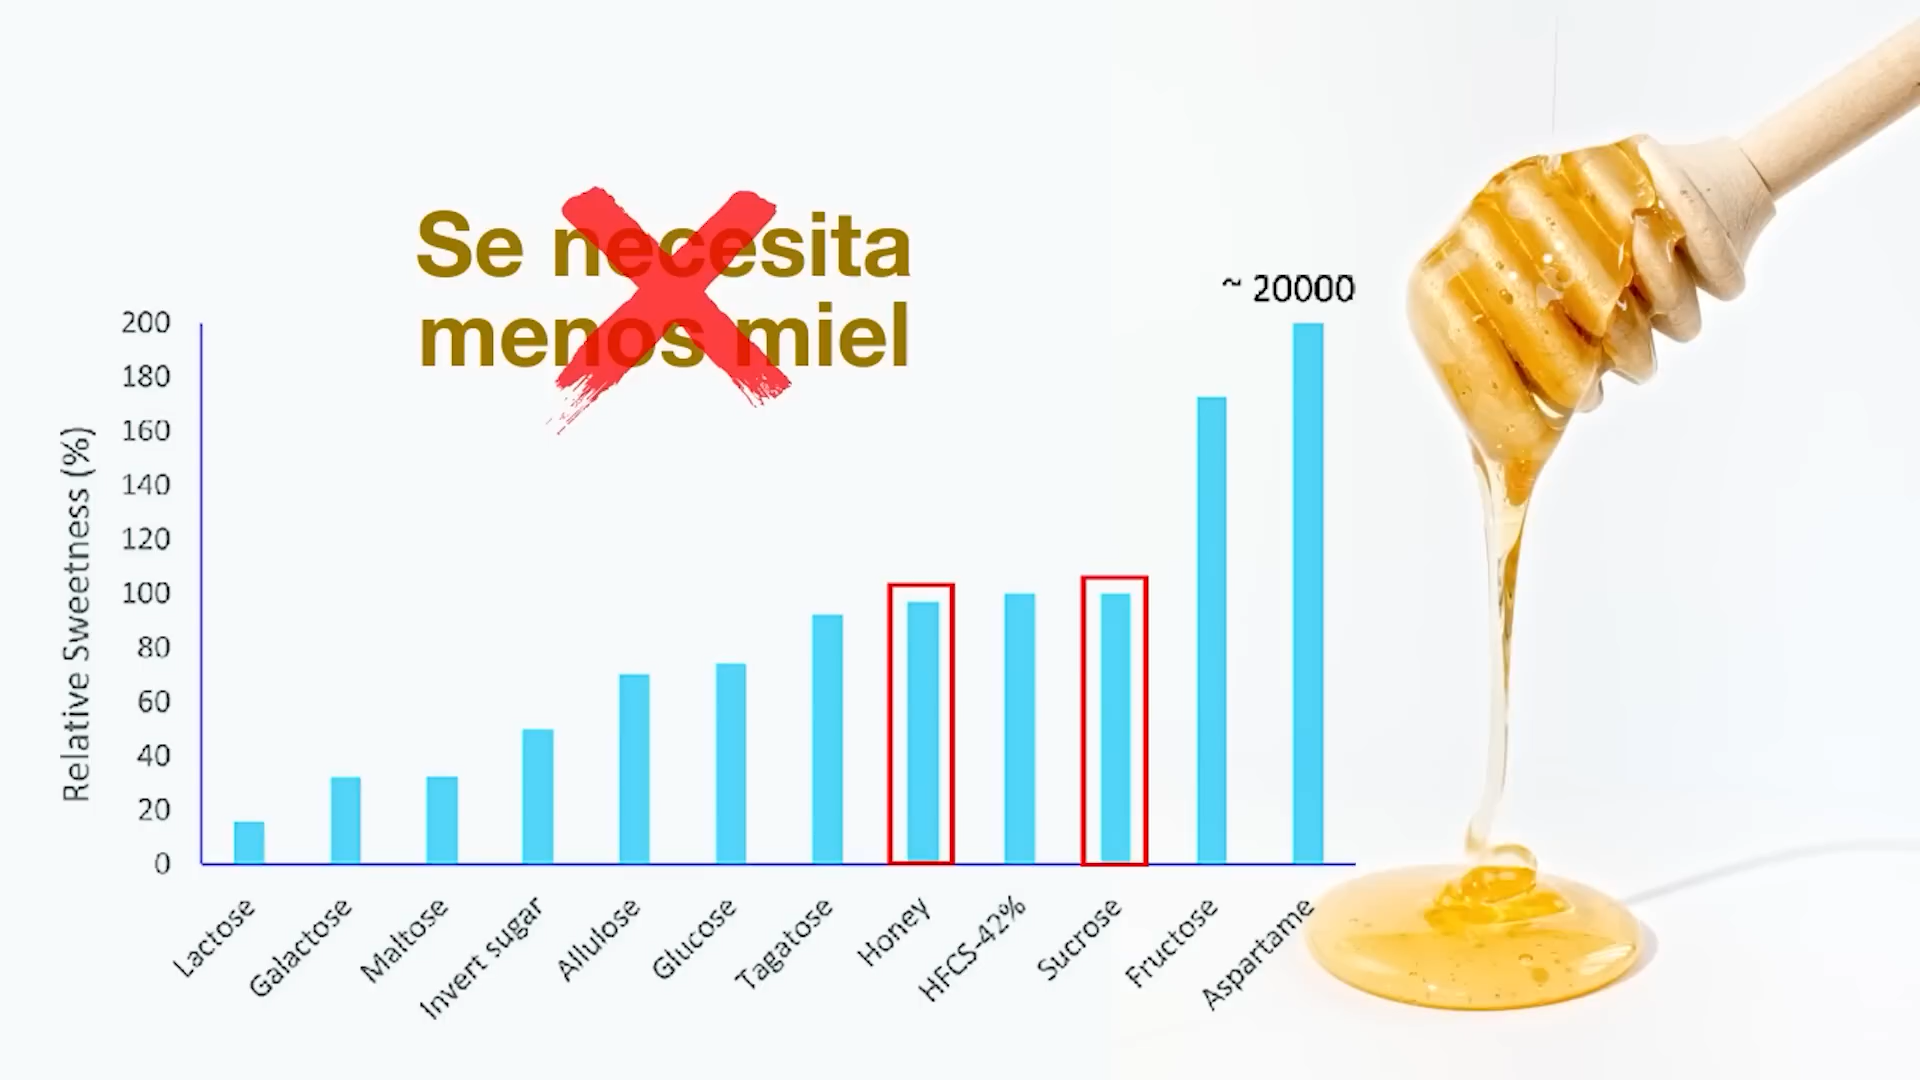 Se necesita
menos miel
~ 20000
Relative Sweetness (%)
200
180
160
140
120
100
80
60
40
20
0
Lactose
Galactose
Maltose
Invert sugar
Allulose
Glucose
Tagatose
Honey
HFCS-42%
Sucrose
Fructose
Aspartame